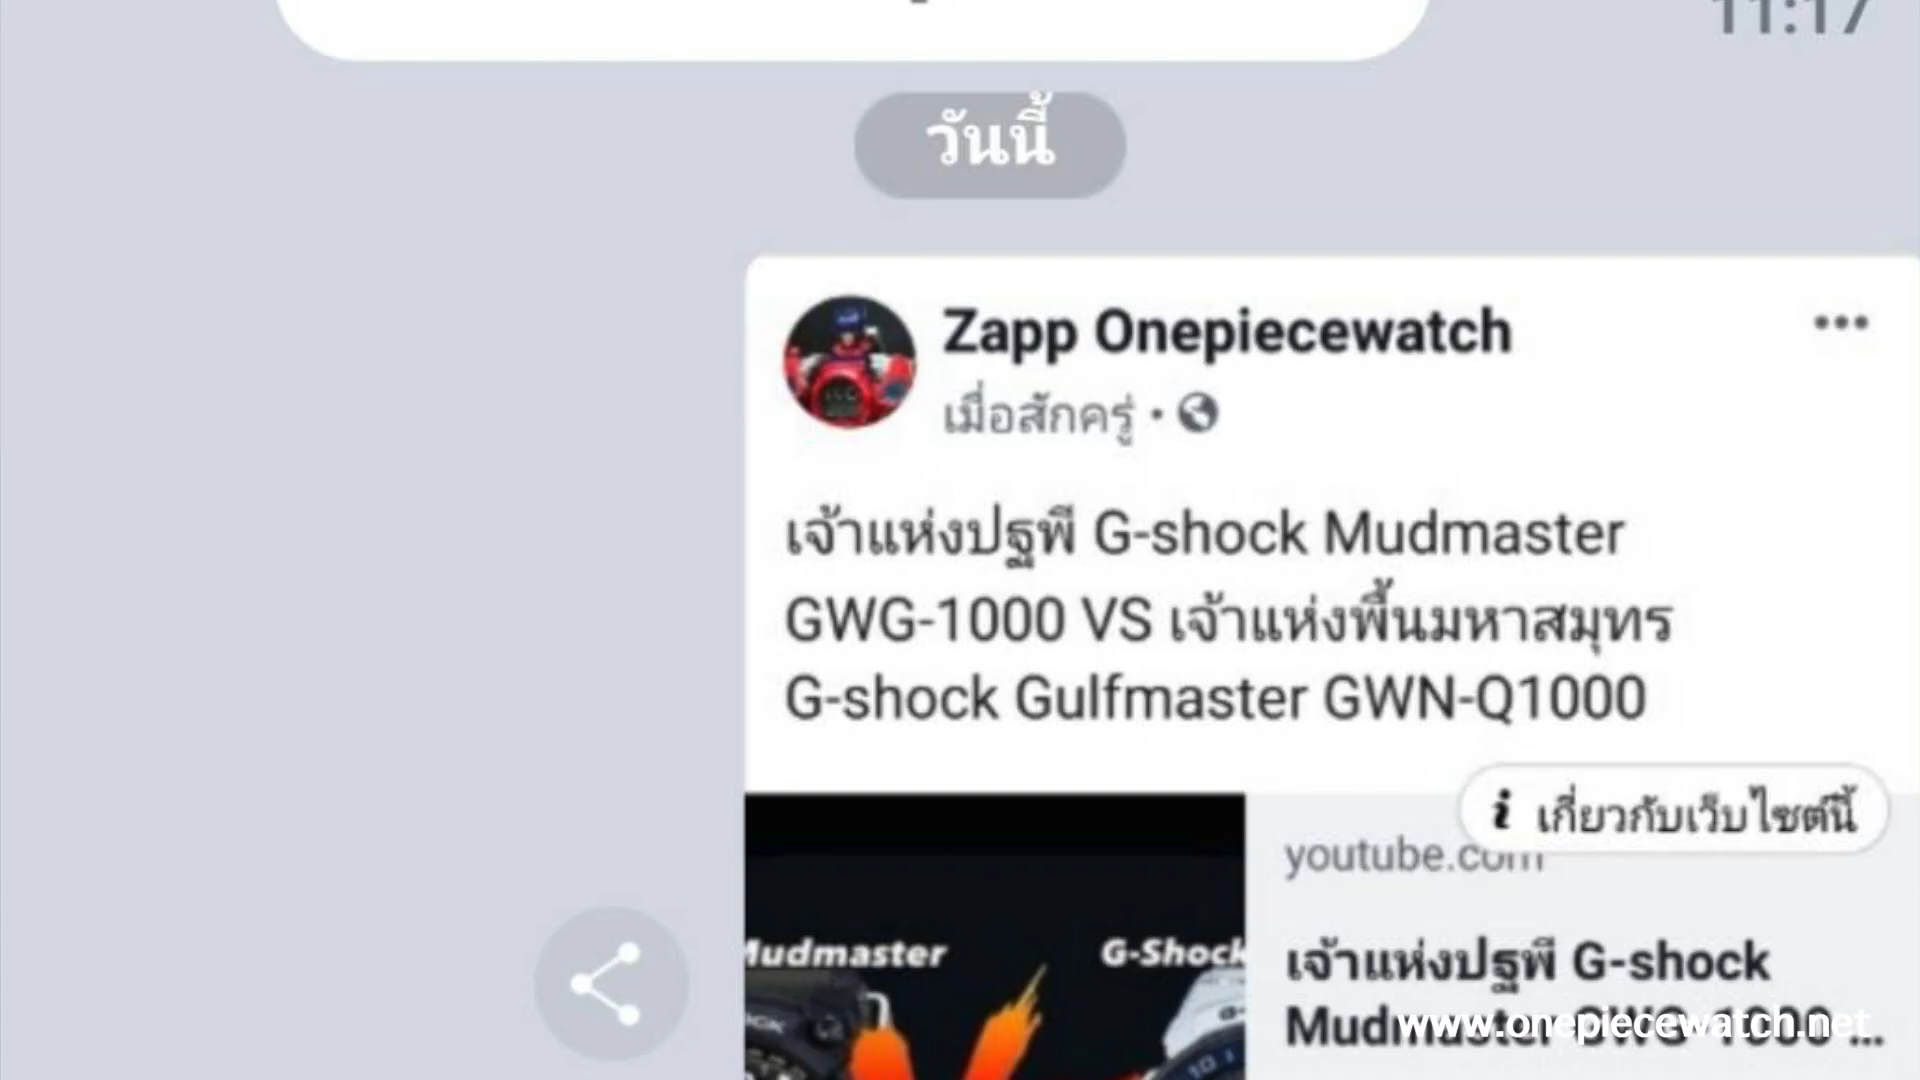 11:17
วันนี้
Zapp Onepiecewatch
เมื่อสักครู่ •
เจ้าแห่งปฐพี G-shock Mudmaster
GWG-1000 VS เจ้าแห่งพื้นมหาสมุทร
G-shock Gulfmaster GWN-Q1000
i เกี่ยวกับเว็บไซต์นี้
youtube.com
Mudmaster
G-Shock
เจ้าแห่งปฐพี G-shock
Mudmaster GWG-1000 ...
www.onepiecewatch.net